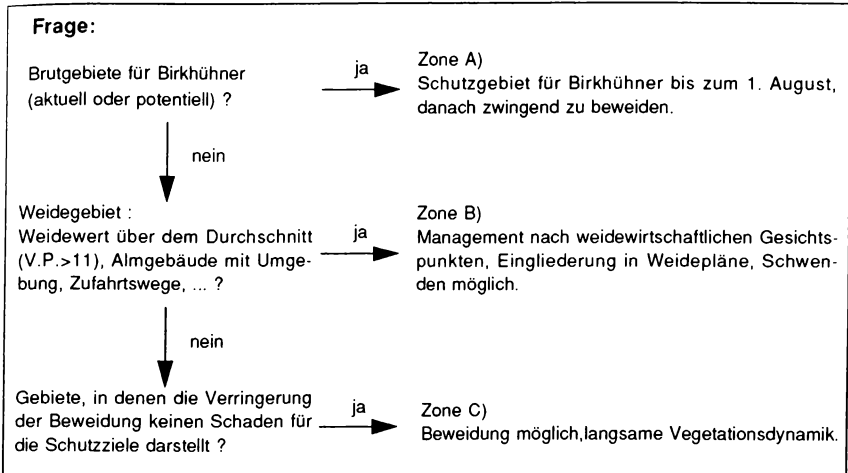 Frage:
Brutgebiete für Birkhühner
(aktuell oder potentiell) ?
ja
Zone A)
Schutzgebiet für Birkhühner bis zum 1. August,
danach zwingend zu beweiden.
nein
Weidegebiet :
Weidewert über dem Durchschnitt
(V.P.>11), Almgebäude mit Umge-
bung, Zufahrtswege, ... ?
ja
Zone B)
Management nach weidewirtschaftlichen Gesichts-
punkten, Eingliederung in Weidepläne, Schwen-
den möglich.
nein
Gebiete, in denen die Verringerung
der Beweidung keinen Schaden für
die Schutzziele darstellt ?
ja
Zone C)
Beweidung möglich,langsame Vegetationsdynamik.